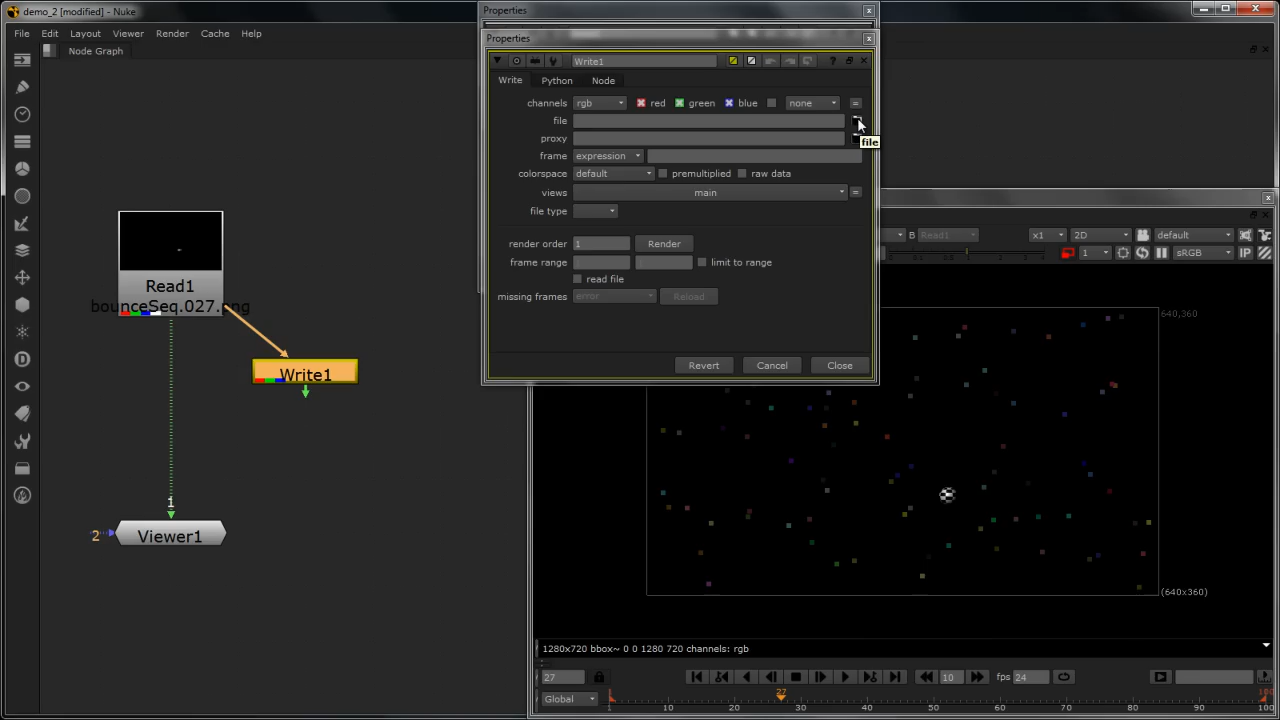 demo_2 [modified] - Nuke
Properties
File Edit Layout Viewer Render Cache Help
Properties
Node Graph
Write1
?
Write Python Node
channels rgb red green blue none =
file
file
proxy
frame expression
colorspace default premultiplied raw data
views main =
file type
render order 1 Render
frame range limit to range
read file
missing frames error Reload
Revert Cancel Close
B Read1 x1 2D default
1 sRGB IP
Read1
bounceSeq.027.png
Write1
1
2 Viewer1
640,360
(640x360)
1280x720 bbox~ 0 0 1280 720 channels: rgb
27 10 fps 24
Global 1 10 20 27 30 40 50 60 70 80 90 100
1 100